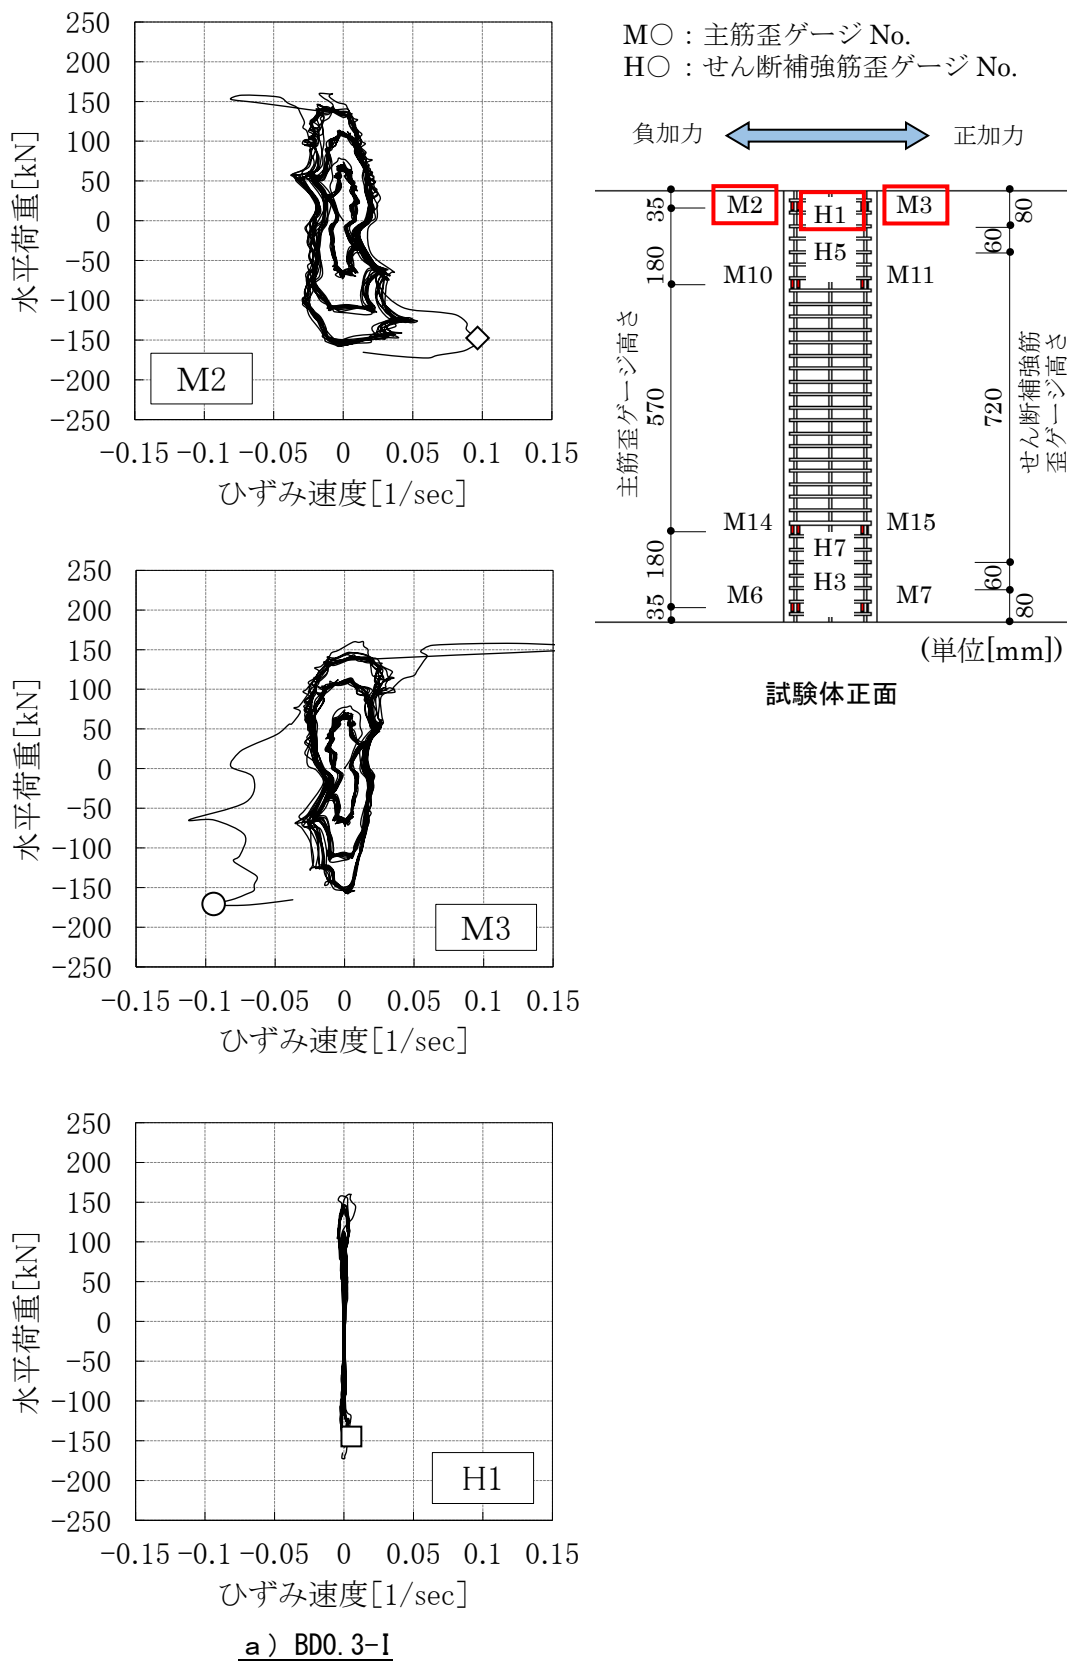 250
200
150
100
50
0
−50
−100
−150
−200
−250
水平荷重[kN]
M2
−0.15 −0.1 −0.05 0 0.05 0.1 0.15
ひずみ速度[1/sec]
M○：主筋歪ゲージ No.
H○：せん断補強筋歪ゲージ No.
負加力 正加力
M2 H1 M3
H5
M10 M11
M14 M15
H7
H3
M6 M7
35
180
570
180
35
主筋歪ゲージ高さ
80
60
720
60
80
せん断補強筋
歪ゲージ高さ
(単位[mm])
試験体正面
250
200
150
100
50
0
−50
−100
−150
−200
−250
水平荷重[kN]
M3
−0.15 −0.1 −0.05 0 0.05 0.1 0.15
ひずみ速度[1/sec]
250
200
150
100
50
0
−50
−100
−150
−200
−250
水平荷重[kN]
H1
−0.15 −0.1 −0.05 0 0.05 0.1 0.15
ひずみ速度[1/sec]
ａ）BD0.3-I